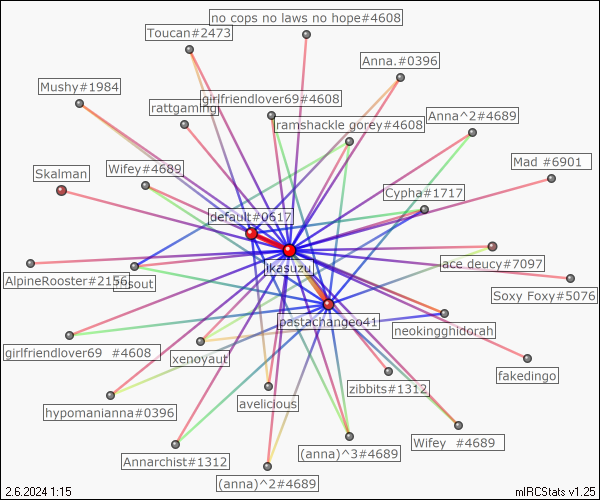 no cops no laws no hope#4608
Toucan#2473
Anna.#0396
Mushy#1984
girlfriendlover69#4608
rattgaming
Anna^2#4689
ramshackle gorey#4608
Mad #6901
Wifey#4689
Skalman
Cypha#1717
default#0617
ace deucy#7097
ikasuzu
AlpineRooster#2156
Soxy Foxy#5076
pastachangeo41
neokingghidorah
girlfriendlover69 #4608
xenoyaut
fakedingo
zibbits#1312
avelicious
hypomanianna#0396
Wifey #4689
(anna)^3#4689
Annarchist#1312
(anna)^2#4689
2.6.2024 1:15
mIRCStats v1.25